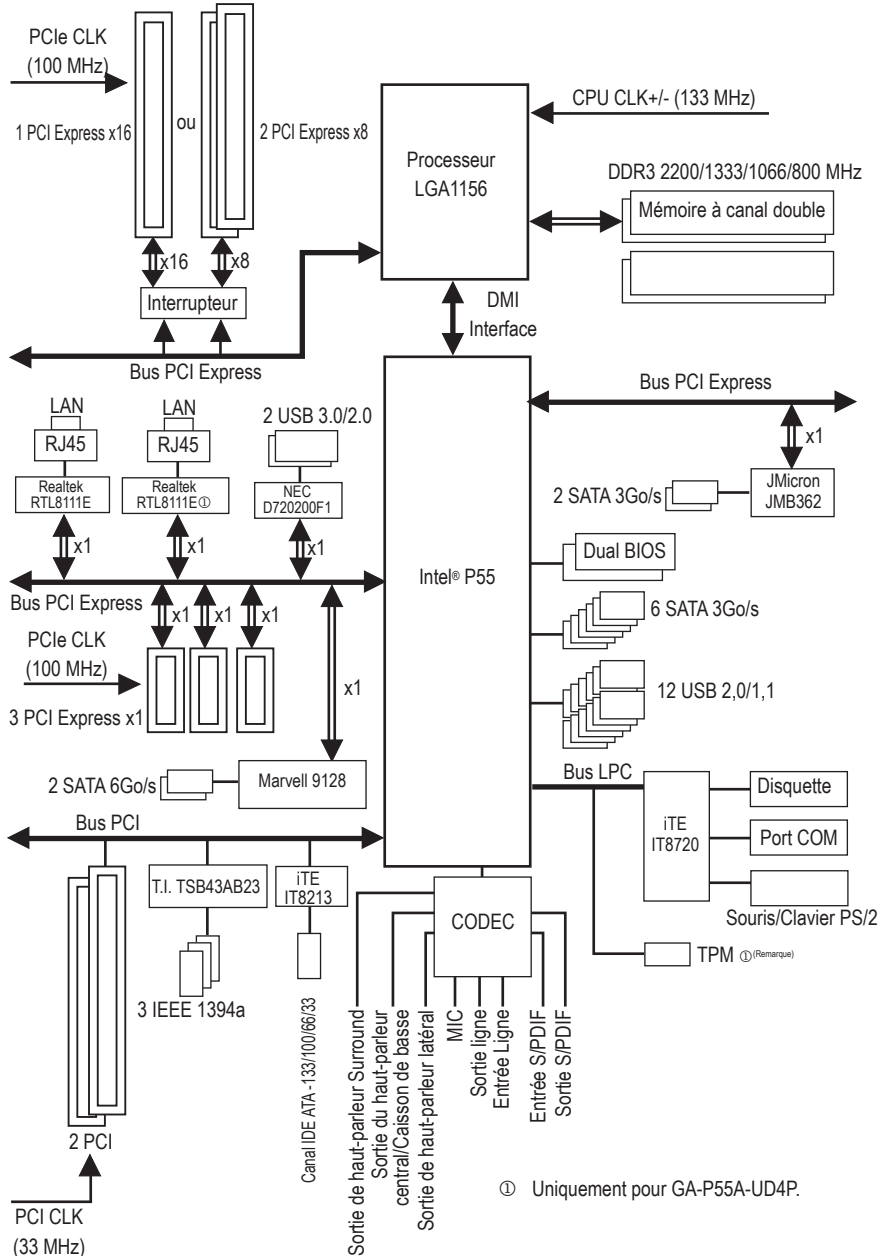 PCIe CLK
(100 MHz)
1 PCI Express x16
ou
2 PCI Express x8
x16
x8
Interrupteur
Bus PCI Express
Processeur
LGA1156
CPU CLK+/- (133 MHz)
DDR3 2200/1333/1066/800 MHz
Mémoire à canal double
DMI
Interface
LAN
RJ45
Realtek
RTL8111E
x1
LAN
RJ45
Realtek
RTL8111E①
x1
2 USB 3.0/2.0
NEC
D720200F1
x1
Bus PCI Express
x1
x1
x1
PCIe CLK
(100 MHz)
3 PCI Express x1
x1
2 SATA 6Go/s
Marvell 9128
Intel® P55
Bus PCI Express
x1
2 SATA 3Go/s
JMicron
JMB362
Dual BIOS
6 SATA 3Go/s
12 USB 2,0/1,1
Bus LPC
iTE
IT8720
Disquette
Port COM
Souris/Clavier PS/2
TPM ①(Remarque)
Bus PCI
T.I. TSB43AB23
3 IEEE 1394a
iTE
IT8213
Canal IDE ATA -133/100/66/33
2 PCI
PCI CLK
(33 MHz)
CODEC
Sortie de haut-parleur Surround
Sortie du haut-parleur
central/Caisson de basse
Sortie de haut-parleur latéral
MIC
Sortie ligne
Entrée Ligne
Entrée S/PDIF
Sortie S/PDIF
① Uniquement pour GA-P55A-UD4P.